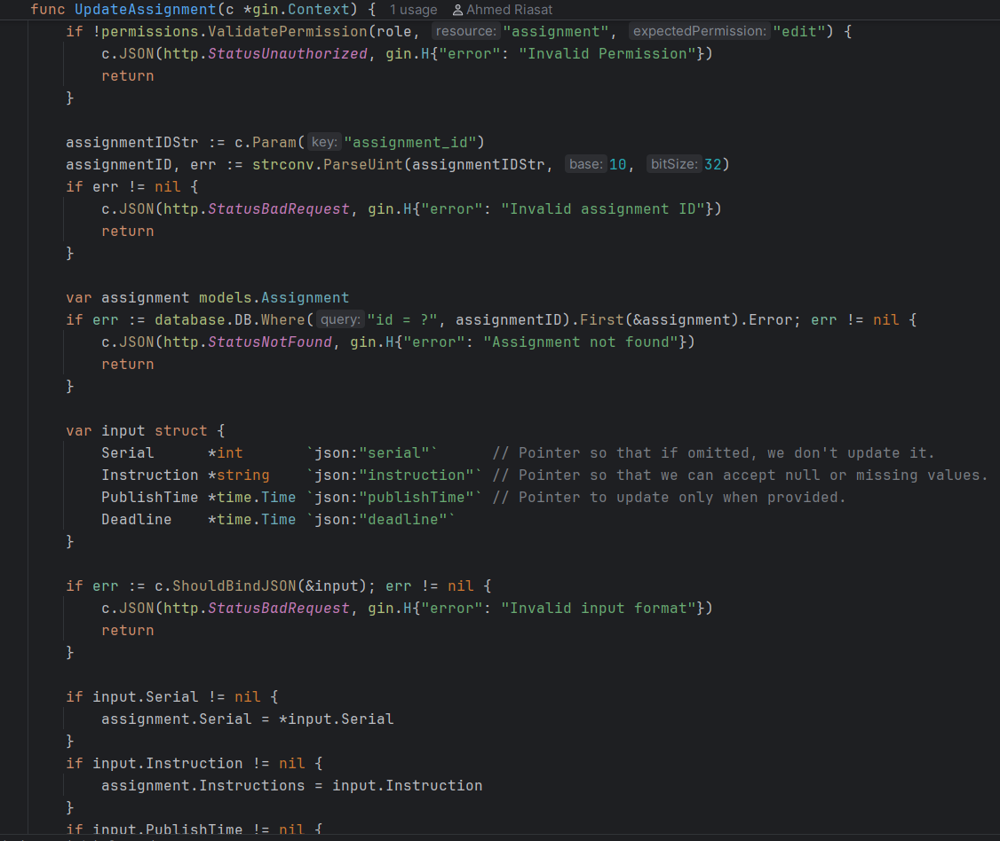 func UpdateAssignment(c *gin.Context) { 1 usage Ahmed Riasat
if !permissions.ValidatePermission(role, resource: "assignment", expectedPermission: "edit") {
c.JSON(http.StatusUnauthorized, gin.H{"error": "Invalid Permission"})
return
}
assignmentIDStr := c.Param( key: "assignment_id")
assignmentID, err := strconv.ParseUint(assignmentIDStr, base: 10, bitSize: 32)
if err != nil {
c.JSON(http.StatusBadRequest, gin.H{"error": "Invalid assignment ID"})
return
}
var assignment models.Assignment
if err := database.DB.Where( query: "id = ?", assignmentID).First(&assignment).Error; err != nil {
c.JSON(http.StatusNotFound, gin.H{"error": "Assignment not found"})
return
}
var input struct {
Serial *int `json:"serial"` // Pointer so that if omitted, we don't update it.
Instruction *string `json:"instruction"` // Pointer so that we can accept null or missing values.
PublishTime *time.Time `json:"publishTime"` // Pointer to update only when provided.
Deadline *time.Time `json:"deadline"`
}
if err := c.ShouldBindJSON(&input); err != nil {
c.JSON(http.StatusBadRequest, gin.H{"error": "Invalid input format"})
return
}
if input.Serial != nil {
assignment.Serial = *input.Serial
}
if input.Instruction != nil {
assignment.Instructions = input.Instruction
}
if input.PublishTime != nil {